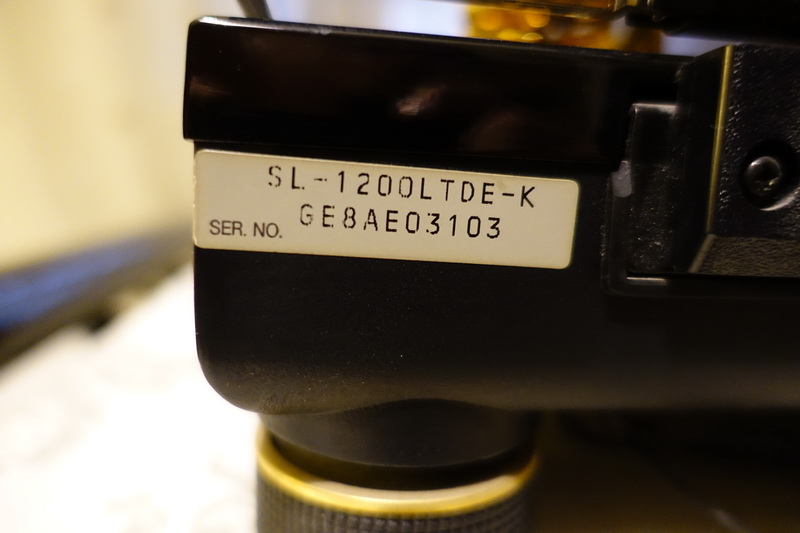 SL-1200LTDE-K
SER. NO. GE8AE03103